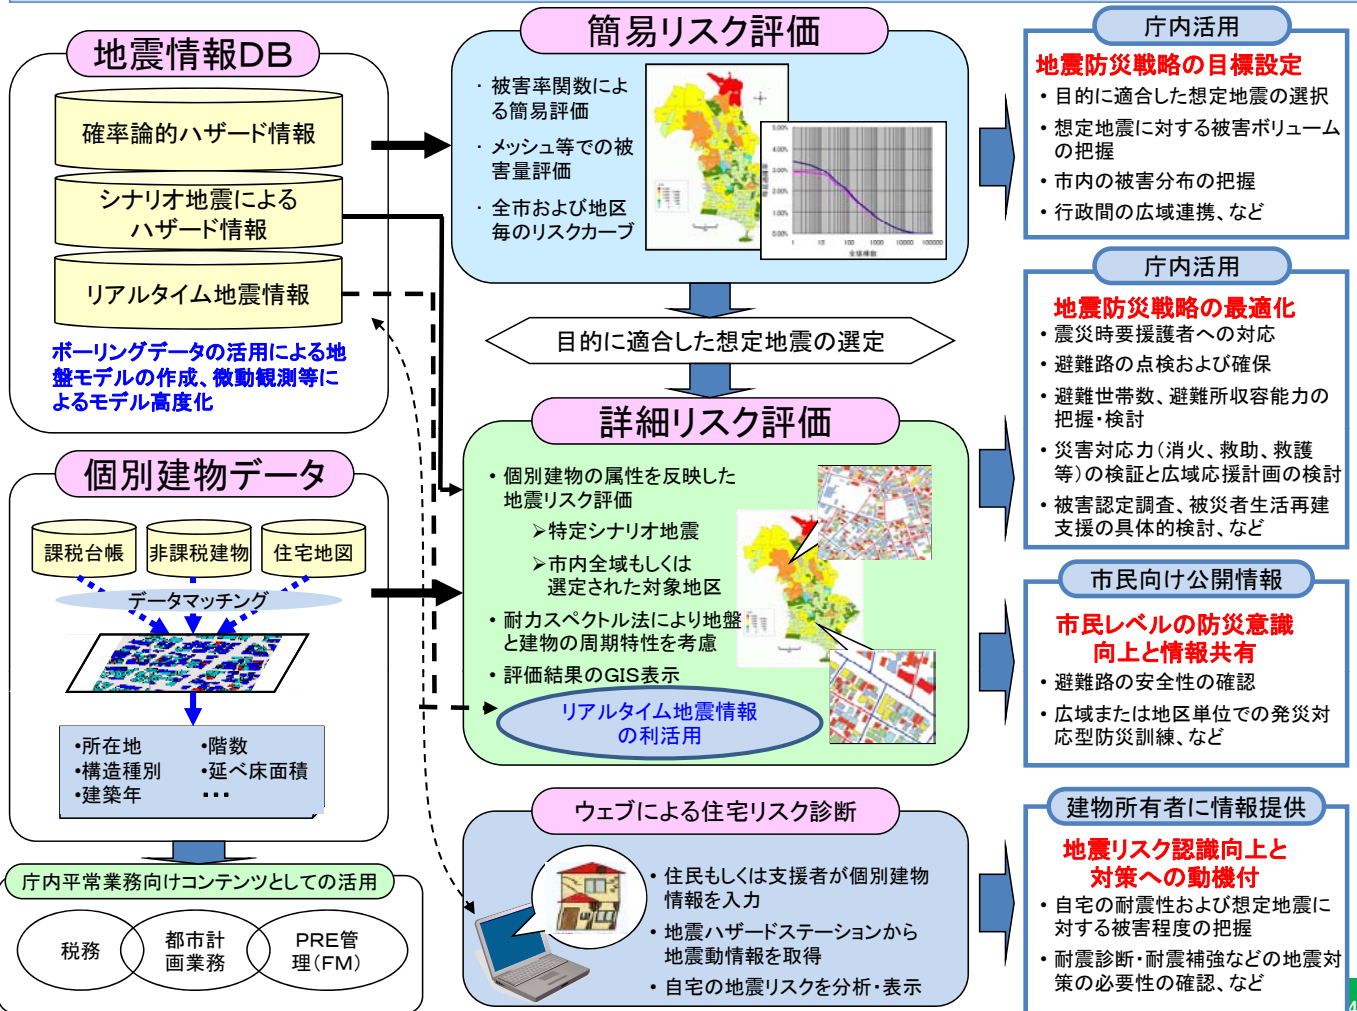 地震情報DB
確率論的ハザード情報
シナリオ地震による
ハザード情報
リアルタイム地震情報
ボーリングデータの活用による地
盤モデルの作成、微動観測等に
よるモデル高度化
個別建物データ
課税台帳
非課税建物
住宅地図
データマッチング
•所在地
•階数
•構造種別
•延べ床面積
•建築年
•••
庁内平常業務向けコンテンツとしての活用
税務
都市計
画業務
PRE管
理(FM)
簡易リスク評価
・被害率関数によ
る簡易評価
・メッシュ等での被
害量評価
・全市および地区
毎のリスクカーブ
5.00%
4.00%
3.00%
2.00%
1.00%
0.00%
1 10 100 1000 10000 100000
全壊棟数
目的に適合した想定地震の選定
詳細リスク評価
• 個別建物の属性を反映した
地震リスク評価
➢特定シナリオ地震
➢市内全域もしくは
選定された対象地区
• 耐力スペクトル法により地盤
と建物の周期特性を考慮
• 評価結果のGIS表示
リアルタイム地震情報
の利活用
ウェブによる住宅リスク診断
• 住民もしくは支援者が個別建物
情報を入力
• 地震ハザードステーションから
地震動情報を取得
• 自宅の地震リスクを分析・表示
庁内活用
地震防災戦略の目標設定
• 目的に適合した想定地震の選択
• 想定地震に対する被害ボリューム
の把握
• 市内の被害分布の把握
• 行政間の広域連携、など
庁内活用
地震防災戦略の最適化
• 震災時要援護者への対応
• 避難路の点検および確保
• 避難世帯数、避難所収容能力の
把握・検討
• 災害対応力(消火、救助、救護
等)の検証と広域応援計画の検討
• 被害認定調査、被災者生活再建
支援の具体的検討、など
市民向け公開情報
市民レベルの防災意識
向上と情報共有
• 避難路の安全性の確認
• 広域または地区単位での発災対
応型防災訓練、など
建物所有者に情報提供
地震リスク認識向上と
対策への動機付
• 自宅の耐震性および想定地震に
対する被害程度の把握
• 耐震診断・耐震補強などの地震対
策の必要性の確認、など
4